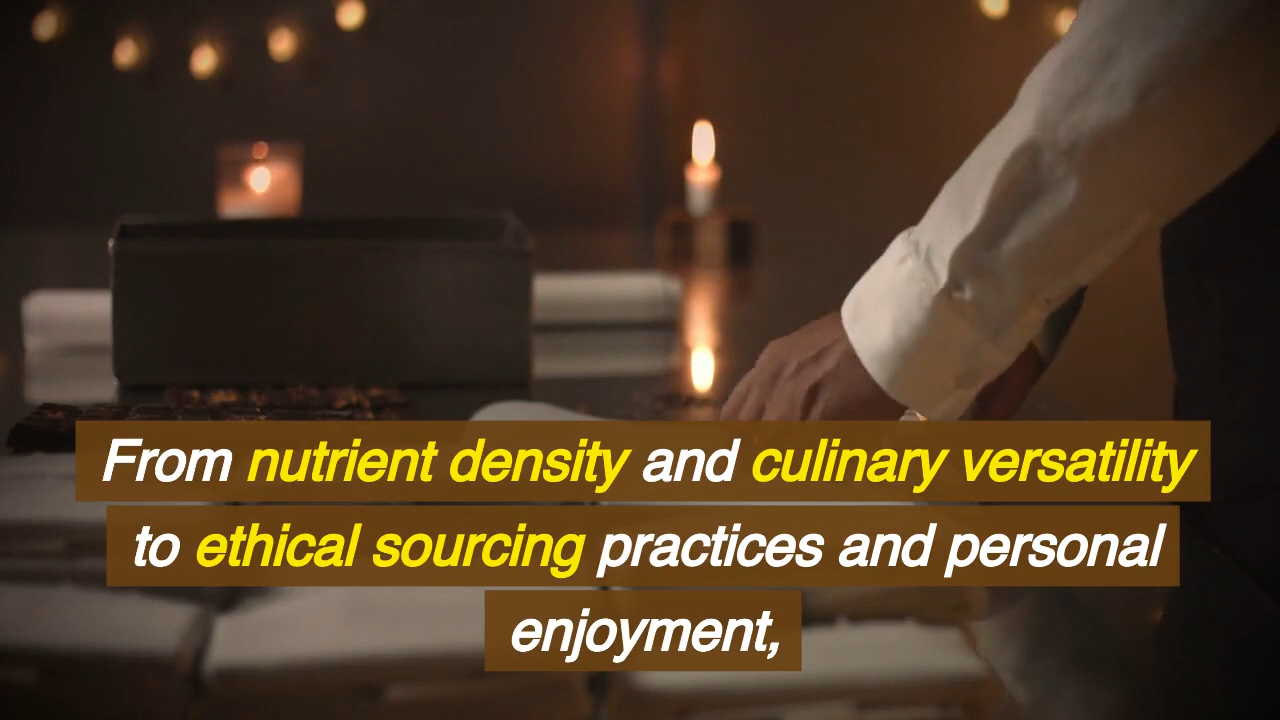 From nutrient density and culinary versatility
to ethical sourcing practices and personal
enjoyment,